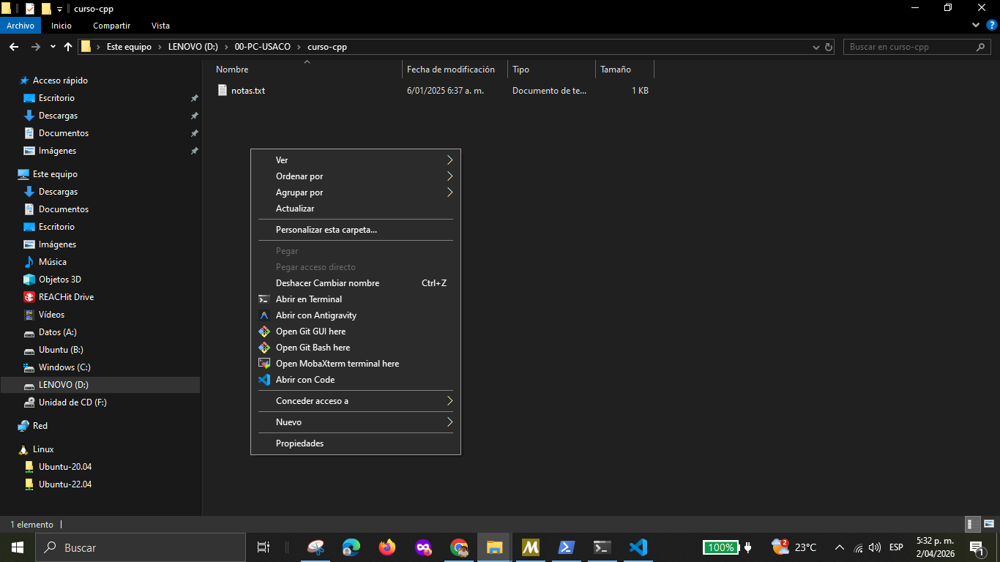 curso-cpp
Archivo Inicio Compartir Vista
Este equipo LENOVO (D:) 00-PC-USACO curso-cpp
Buscar en curso-cpp
Acceso rápido
Escritorio
Descargas
Documentos
Imágenes
Este equipo
Descargas
Documentos
Escritorio
Imágenes
Música
Objetos 3D
REACHit Drive
Vídeos
Datos (A:)
Ubuntu (B:)
Windows (C:)
LENOVO (D:)
Unidad de CD (F:)
Red
Linux
Ubuntu-20.04
Ubuntu-22.04
Nombre Fecha de modificación Tipo Tamaño
notas.txt 6/01/2025 6:37 a. m. Documento de te... 1 KB
Ver
Ordenar por
Agrupar por
Actualizar
Personalizar esta carpeta...
Pegar
Pegar acceso directo
Deshacer Cambiar nombre Ctrl+Z
Abrir en Terminal
Abrir con Antigravity
Open Git GUI here
Open Git Bash here
Open MobaXterm terminal here
Abrir con Code
Conceder acceso a
Nuevo
Propiedades
1 elemento
Buscar
100%
2
23°C
ESP
5:32 p. m.
2/04/2026
1